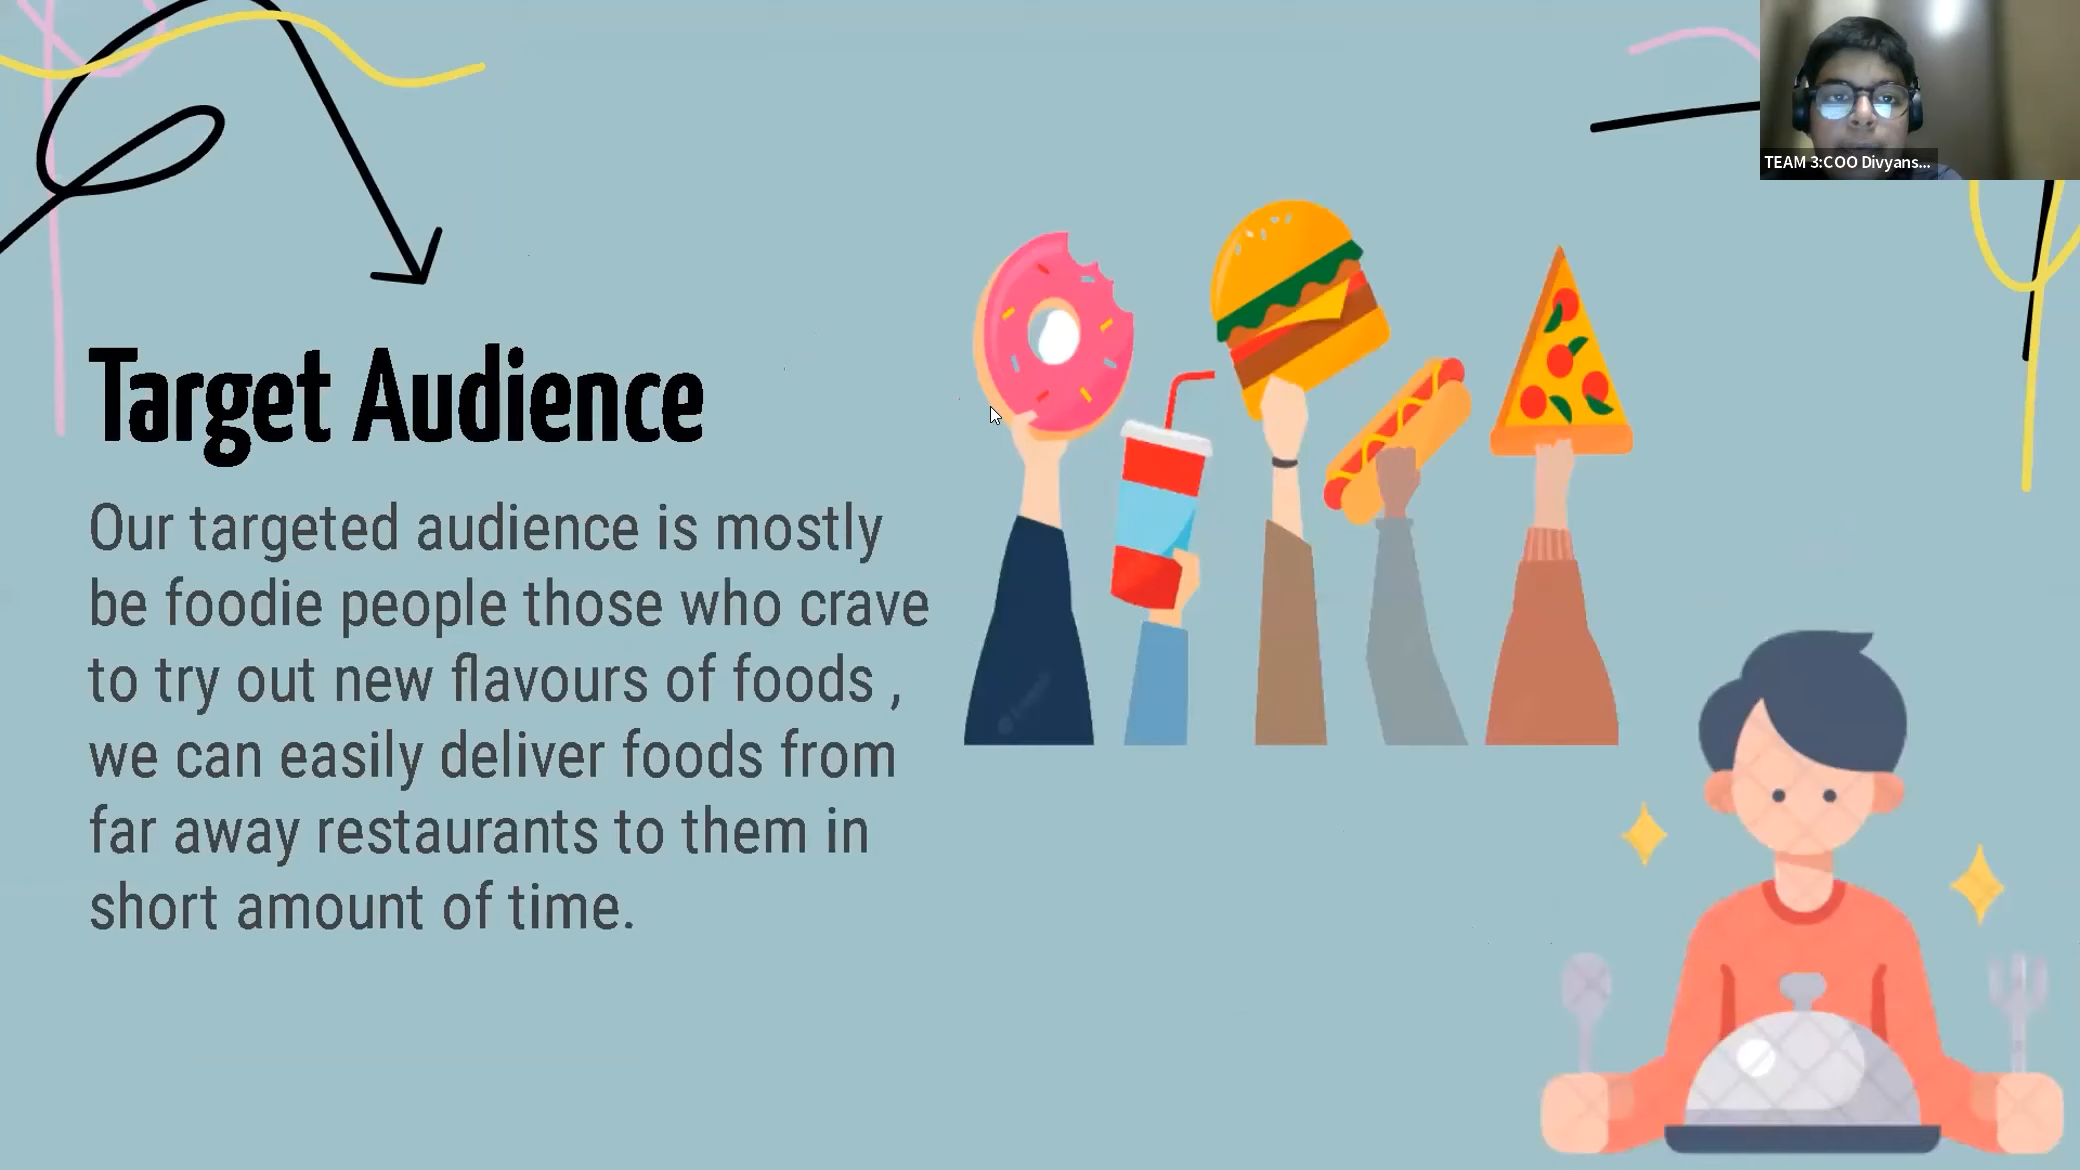 TEAM 3:COO Divyans...
Target Audience
Our targeted audience is mostly
be foodie people those who crave
to try out new flavours of foods ,
we can easily deliver foods from
far away restaurants to them in
short amount of time.